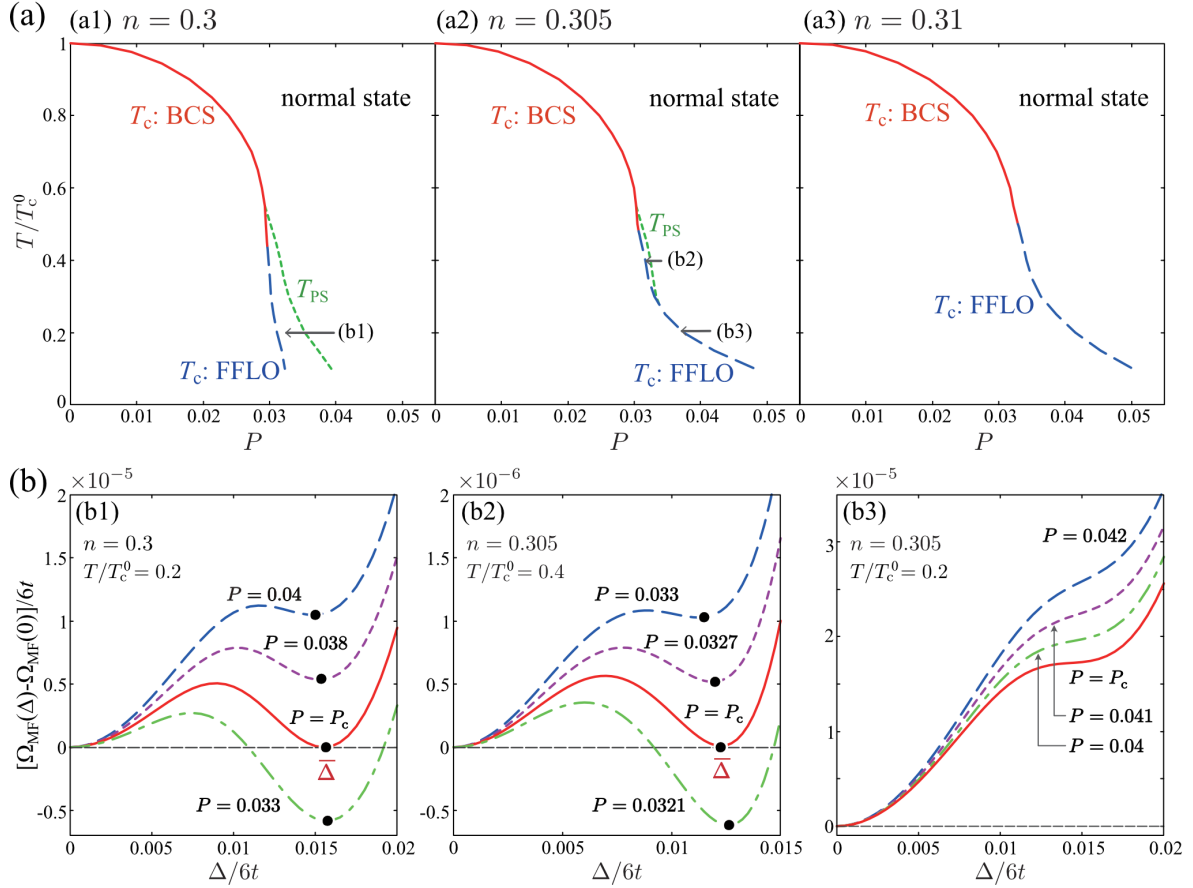 (a)
(a1) n = 0.3
(a2) n = 0.305
(a3) n = 0.31
T/T_c^0
1
0.8
0.6
0.4
0.2
0
normal state
T_c: BCS
T_PS
(b1)
T_c: FFLO
0 0.01 0.02 0.03 0.04 0.05
P
normal state
T_c: BCS
T_PS
(b2)
(b3)
T_c: FFLO
0 0.01 0.02 0.03 0.04 0.05
P
normal state
T_c: BCS
T_c: FFLO
0 0.01 0.02 0.03 0.04 0.05
P
(b)
[Ω_MF(Δ)-Ω_MF(0)]/6t
×10^-5
2
1.5
1
0.5
0
-0.5
(b1)
n = 0.3
T/T_c^0 = 0.2
P = 0.04
P = 0.038
P = P_c
Δ̄
P = 0.033
0 0.005 0.01 0.015 0.02
Δ/6t
×10^-6
2
1.5
1
0.5
0
-0.5
(b2)
n = 0.305
T/T_c^0 = 0.4
P = 0.033
P = 0.0327
P = P_c
Δ̄
P = 0.0321
0 0.005 0.01 0.015
Δ/6t
×10^-5
3
2
1
0
(b3)
n = 0.305
T/T_c^0 = 0.2
P = 0.042
P = P_c
P = 0.041
P = 0.04
0 0.005 0.01 0.015 0.02
Δ/6t